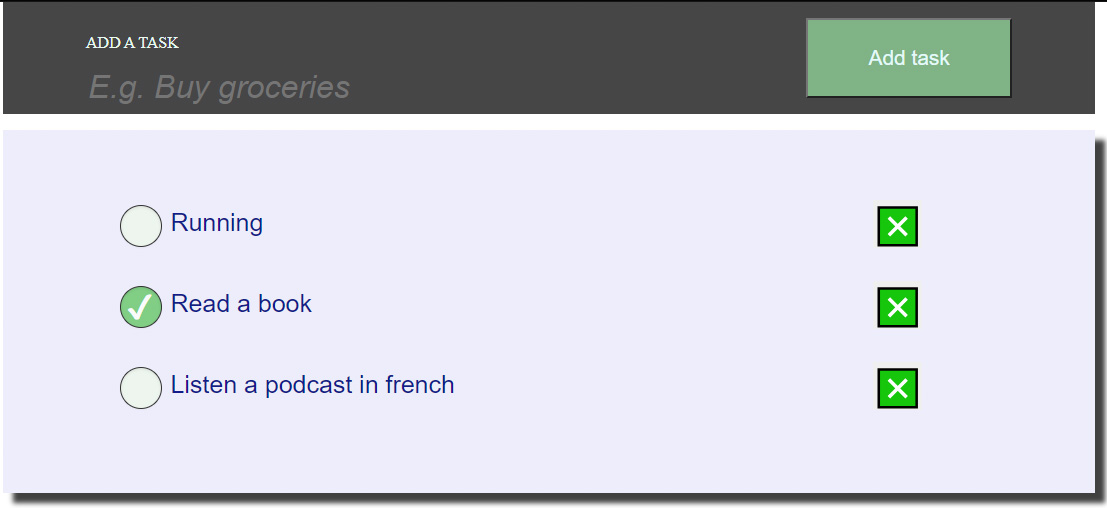 ADD A TASK
E.g. Buy groceries
Add task
Running
Read a book
Listen a podcast in french